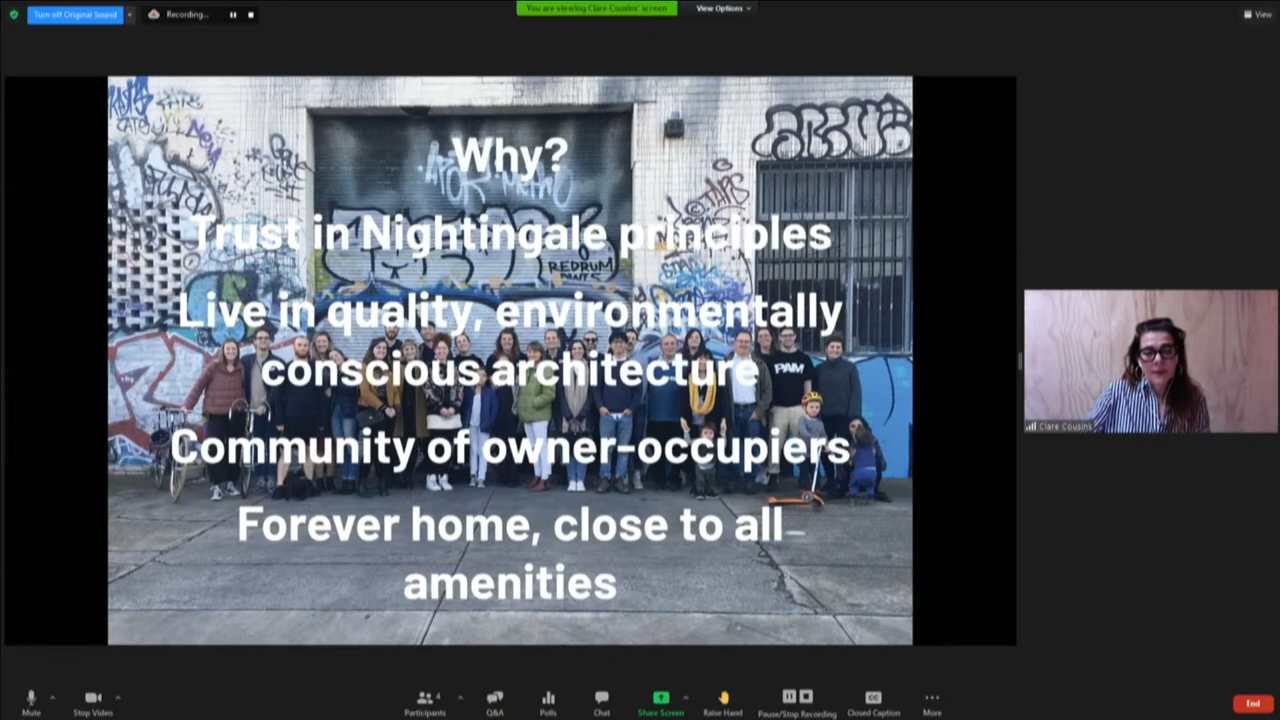 Turn off Original Sound
Recording...
You are viewing Clare Cousins' screen
View Options
View
Why?
Trust in Nightingale principles
Live in quality, environmentally
conscious architecture
Community of owner-occupiers
Forever home, close to all
amenities
REDRUM
PAM
Clare Cousins
Mute
Stop Video
Participants
4
Q&A
Polls
Chat
Share Screen
Raise Hand
Pause/Stop Recording
CC
Closed Caption
More
End